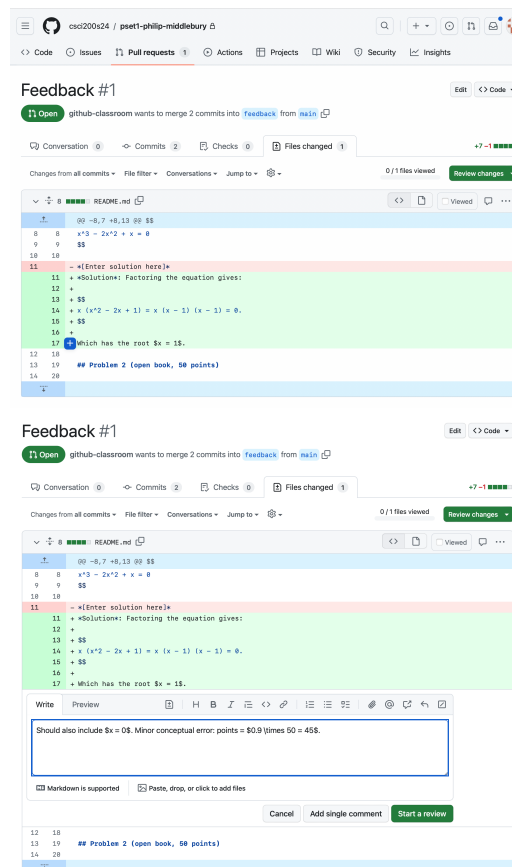 csci200s24 / pset1-philip-middlebury
<> Code Issues Pull requests 1 Actions Projects Wiki Security Insights
Feedback #1
Edit <> Code
Open github-classroom wants to merge 2 commits into feedback from main
Conversation 0 Commits 2 Checks 0 Files changed 1 +7 −1
Changes from all commits File filter Conversations Jump to 0 / 1 files viewed Review changes
8 README.md Viewed
@@ -8,7 +8,13 @@ $$
8 8 x^3 - 2x^2 + x = 0
9 9 $$
10 10
11 - *[Enter solution here]*
11 + *Solution*: Factoring the equation gives:
12 +
13 + $$
14 + x (x^2 - 2x + 1) = x (x - 1) (x - 1) = 0.
15 + $$
16 +
17 + Which has the root $x = 1$.
12 18
13 19 ## Problem 2 (open book, 50 points)
14 20
Feedback #1
Edit <> Code
Open github-classroom wants to merge 2 commits into feedback from main
Conversation 0 Commits 2 Checks 0 Files changed 1 +7 −1
Changes from all commits File filter Conversations Jump to 0 / 1 files viewed Review changes
8 README.md Viewed
@@ -8,7 +8,13 @@ $$
8 8 x^3 - 2x^2 + x = 0
9 9 $$
10 10
11 - *[Enter solution here]*
11 + *Solution*: Factoring the equation gives:
12 +
13 + $$
14 + x (x^2 - 2x + 1) = x (x - 1) (x - 1) = 0.
15 + $$
16 +
17 + Which has the root $x = 1$.
Write Preview H B I
Should also include $x = 0$. Minor conceptual error: points = $0.9 \times 50 = 45$.
Markdown is supported Paste, drop, or click to add files
Cancel Add single comment Start a review
12 18
13 19 ## Problem 2 (open book, 50 points)
14 20